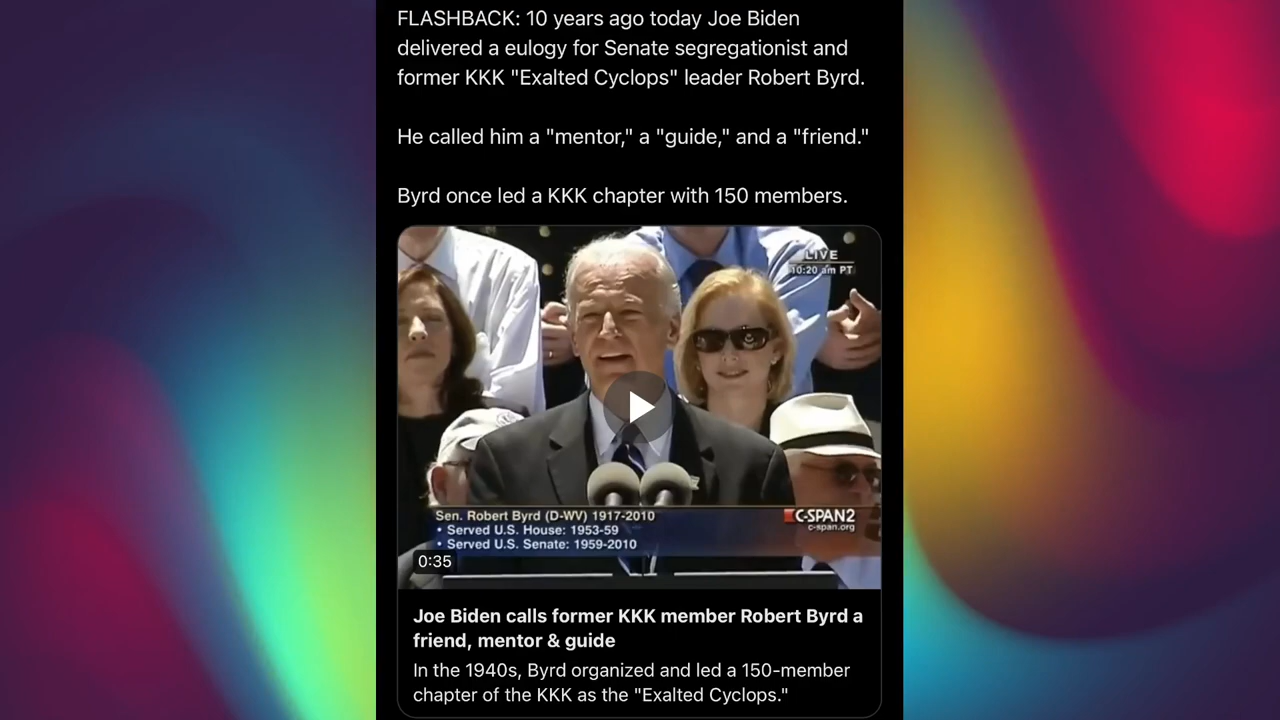 FLASHBACK: 10 years ago today Joe Biden
delivered a eulogy for Senate segregationist and
former KKK "Exalted Cyclops" leader Robert Byrd.
He called him a "mentor," a "guide," and a "friend."
Byrd once led a KKK chapter with 150 members.
LIVE
10:20 am PT
Sen. Robert Byrd (D-WV) 1917-2010
• Served U.S. House: 1953-59
• Served U.S. Senate: 1959-2010
C-SPAN2
c-span.org
0:35
Joe Biden calls former KKK member Robert Byrd a
friend, mentor & guide
In the 1940s, Byrd organized and led a 150-member
chapter of the KKK as the "Exalted Cyclops."